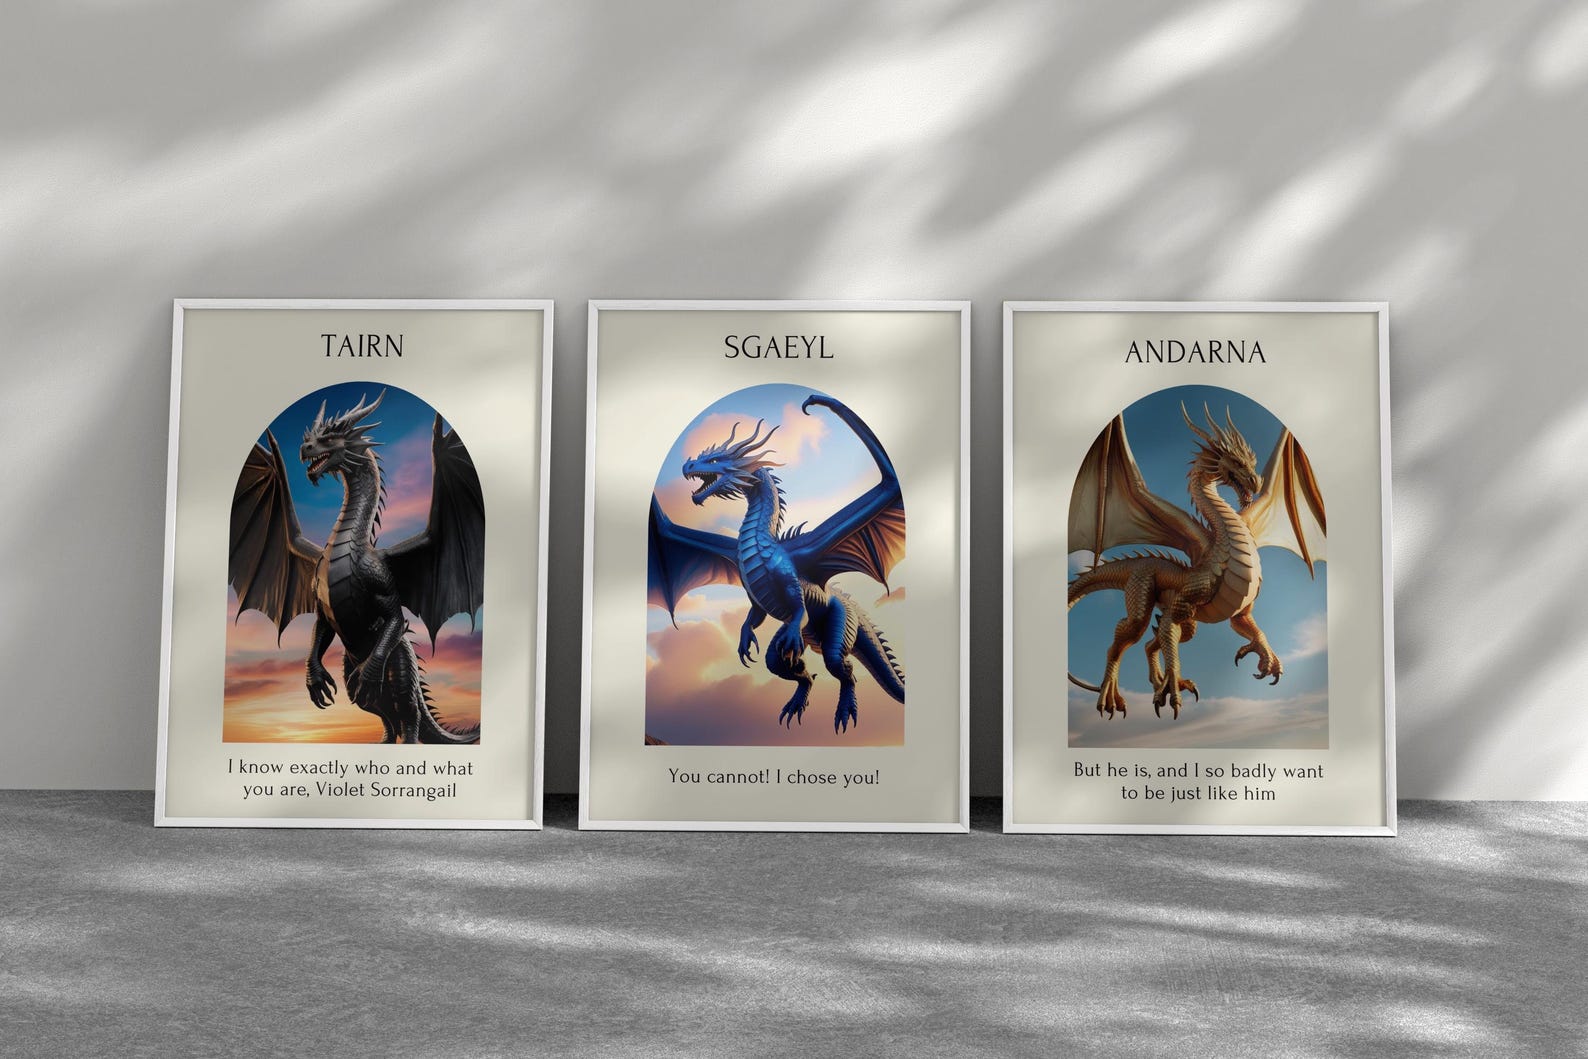 TAIRN
I know exactly who and what
you are, Violet Sorrangail
SGAEYL
You cannot! I chose you!
ANDARNA
But he is, and I so badly want
to be just like him